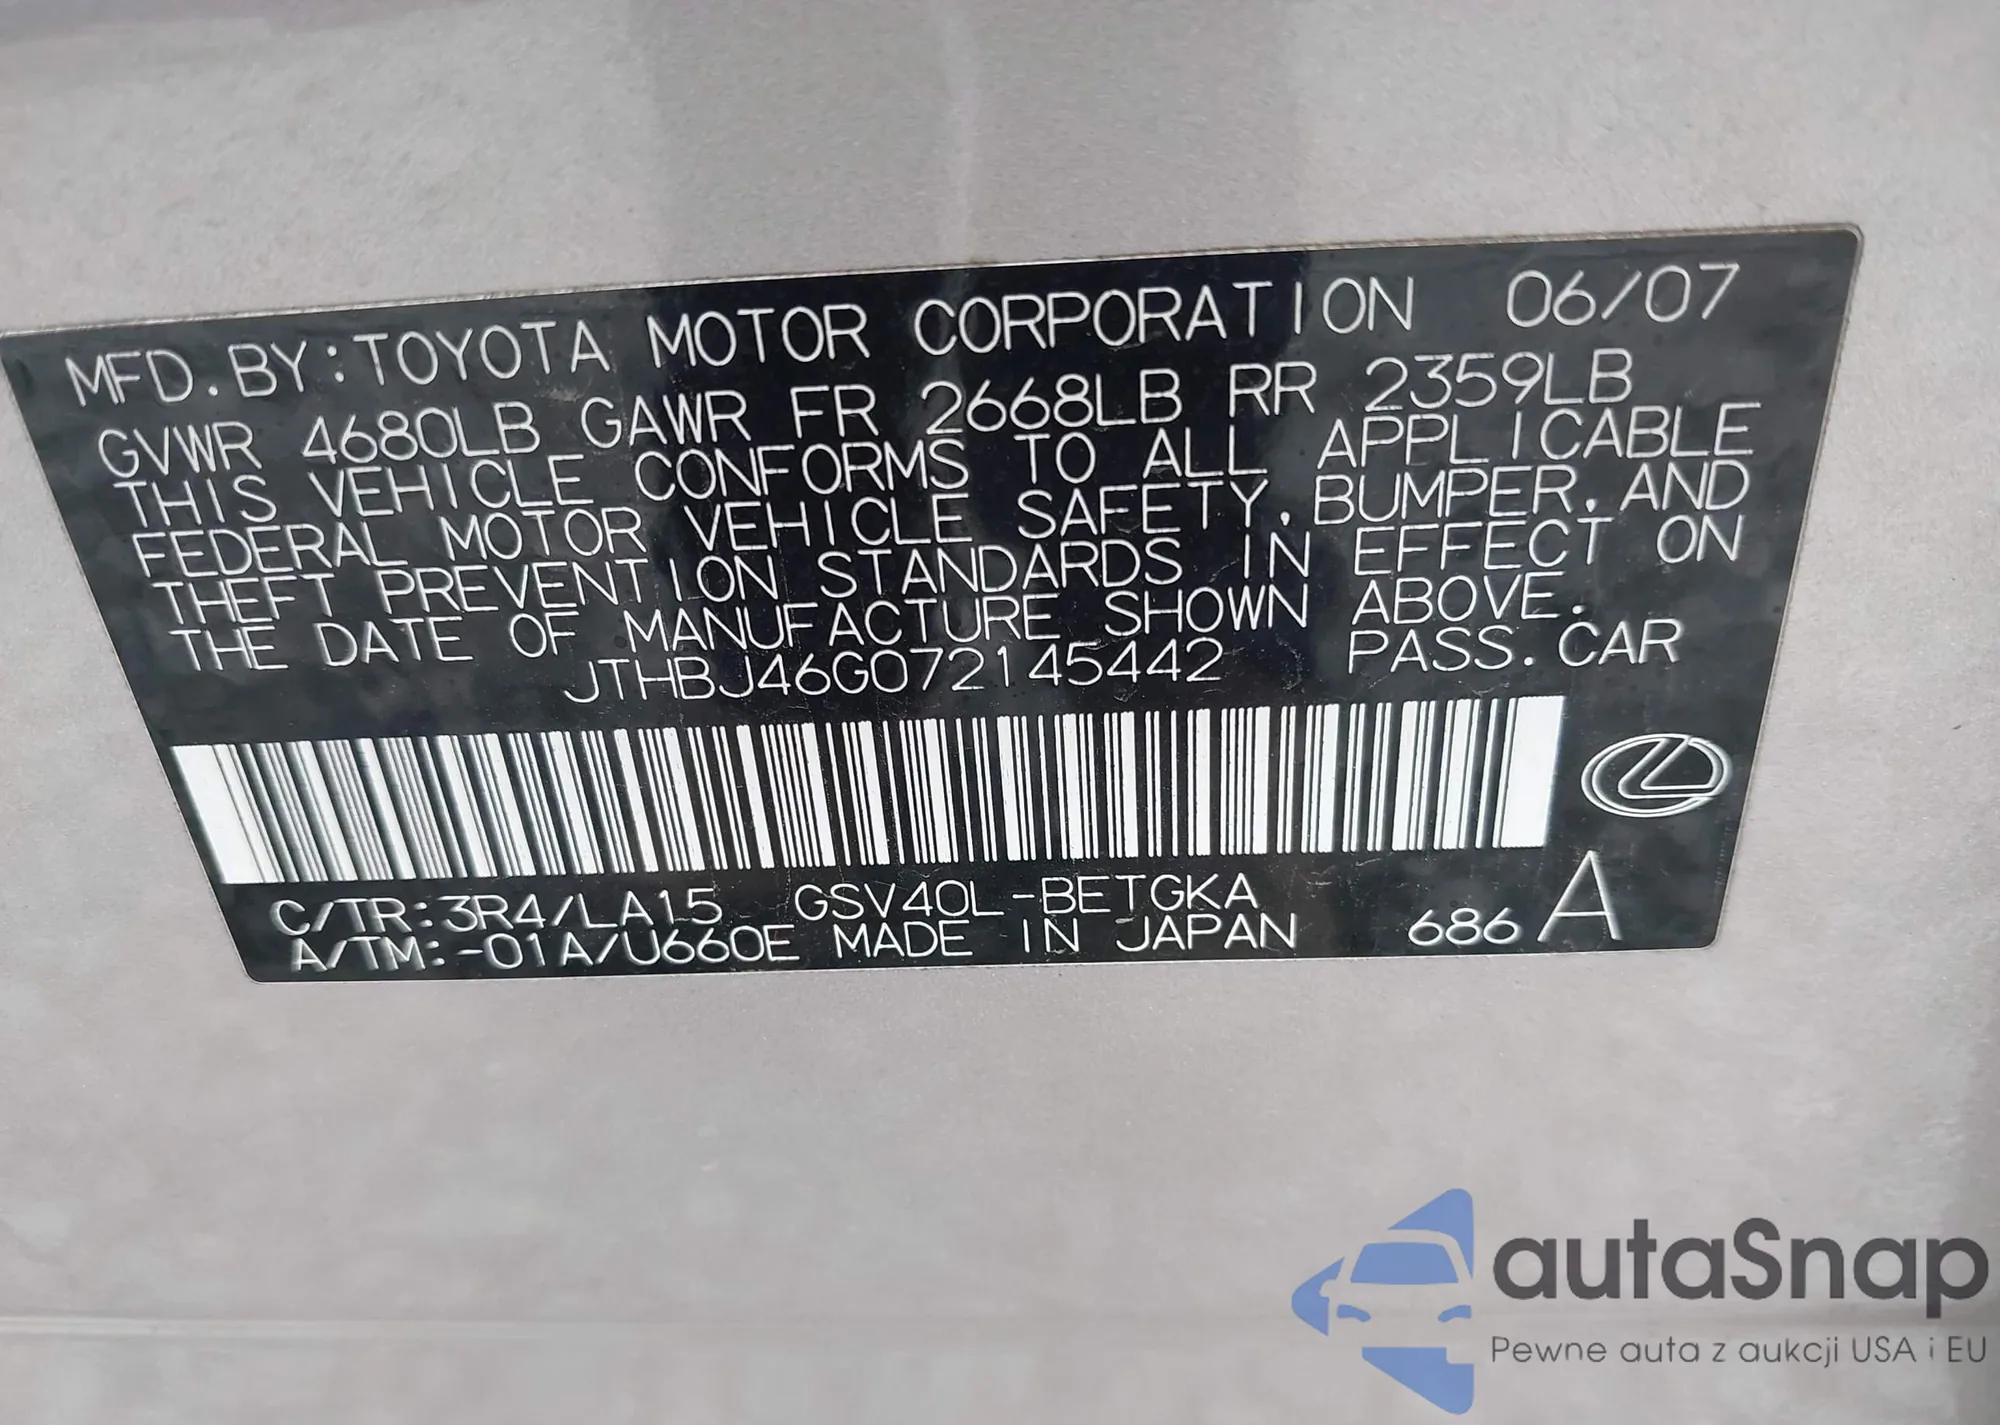 MFD. BY: TOYOTA MOTOR CORPORATION 06/07
GVWR 4680LB GAWR FR 2668LB RR 2359LB
THIS VEHICLE CONFORMS TO ALL APPLICABLE
FEDERAL MOTOR VEHICLE SAFETY, BUMPER, AND
THEFT PREVENTION STANDARDS IN EFFECT ON
THE DATE OF MANUFACTURE SHOWN ABOVE.
JTHBJ46G072145442 PASS. CAR
C/TR: 3R4/LA15 GSV40L-BETGKA
A/TM: -01A/U660E MADE IN JAPAN 686 A
autaSnap
Pewne auta z aukcji USA i EU